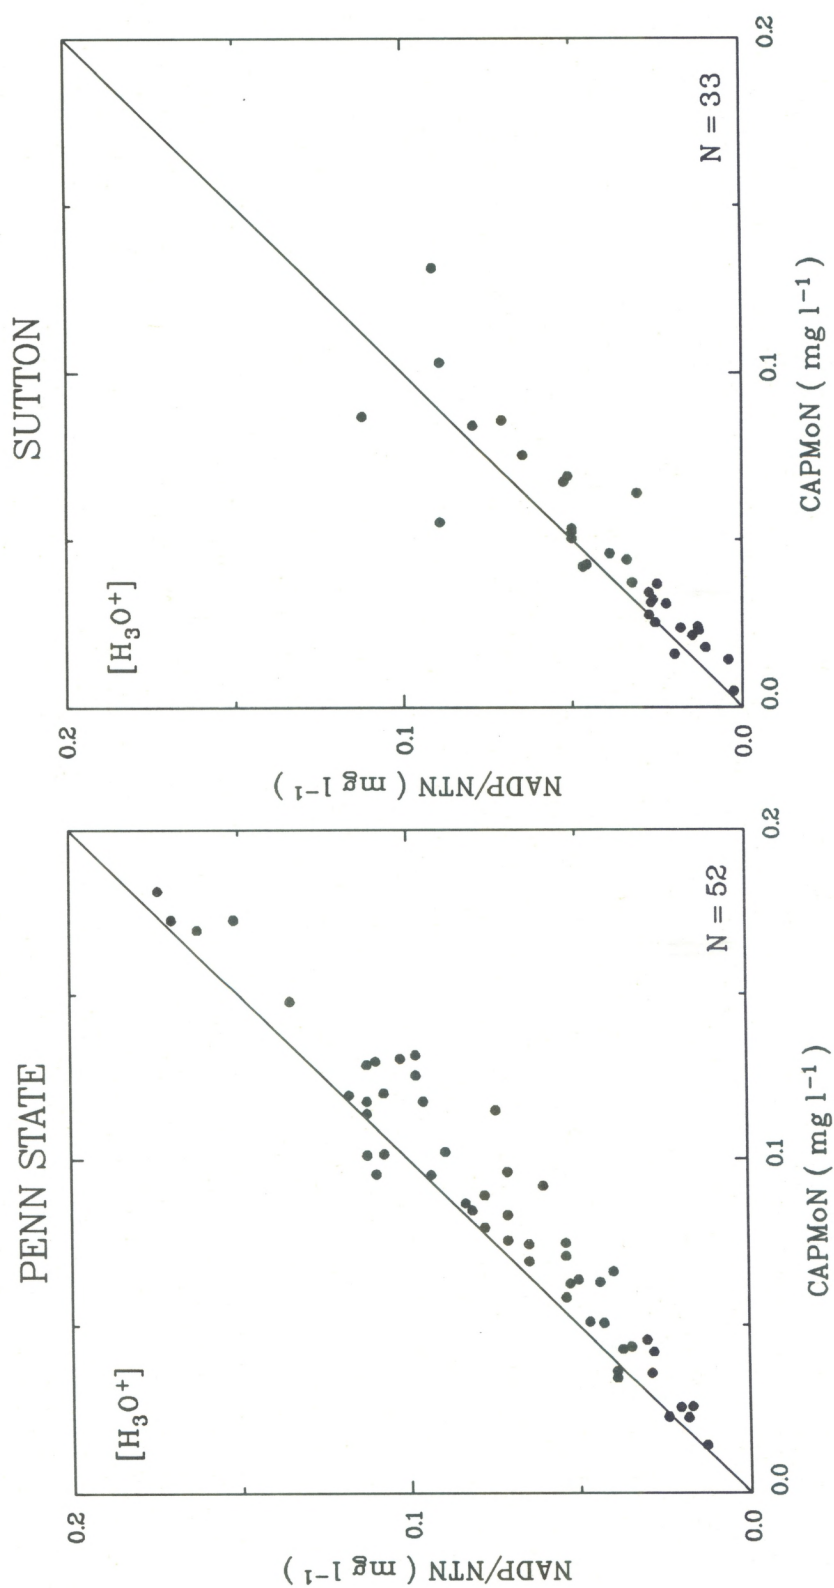 PENN STATE
[H₃O⁺]
0.2
0.1
0.0
NADP/NTN ( mg l⁻¹ )
N = 52
0.0
0.1
0.2
CAPMoN ( mg l⁻¹ )
SUTTON
[H₃O⁺]
0.2
0.1
0.0
NADP/NTN ( mg l⁻¹ )
N = 33
0.0
0.1
0.2
CAPMoN ( mg l⁻¹ )